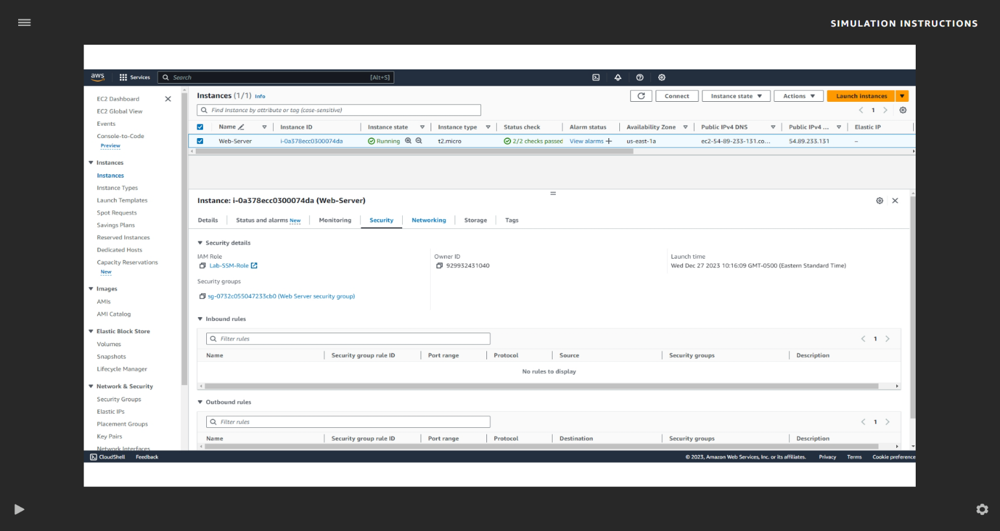 SIMULATION INSTRUCTIONS
aws
Services
Search
[Alt+S]
EC2 Dashboard
EC2 Global View
Events
Console-to-Code
Preview
Instances
Instances
Instance Types
Launch Templates
Spot Requests
Savings Plans
Reserved Instances
Dedicated Hosts
Capacity Reservations
New
Images
AMIs
AMI Catalog
Elastic Block Store
Volumes
Snapshots
Lifecycle Manager
Network & Security
Security Groups
Elastic IPs
Placement Groups
Key Pairs
Network Interfaces
Instances (1/1) Info
Connect
Instance state
Actions
Launch instances
Find Instance by attribute or tag (case-sensitive)
1
Name Instance ID Instance state Instance type Status check Alarm status Availability Zone Public IPv4 DNS Public IPv4 ... Elastic IP
Web-Server i-0a378ecc0300074da Running t2.micro 2/2 checks passed View alarms + us-east-1a ec2-54-89-233-131.co... 54.89.233.131 –
Instance: i-0a378ecc0300074da (Web-Server)
Details Status and alarms New Monitoring Security Networking Storage Tags
Security details
IAM Role
Lab-SSM-Role
Owner ID
929932431040
Launch time
Wed Dec 27 2023 10:16:09 GMT-0500 (Eastern Standard Time)
Security groups
sg-0732c055047233cb0 (Web Server security group)
Inbound rules
Filter rules
1
Name Security group rule ID Port range Protocol Source Security groups Description
No rules to display
Outbound rules
Filter rules
1
Name Security group rule ID Port range Protocol Destination Security groups Description
CloudShell Feedback
© 2023, Amazon Web Services, Inc. or its affiliates. Privacy Terms Cookie preference